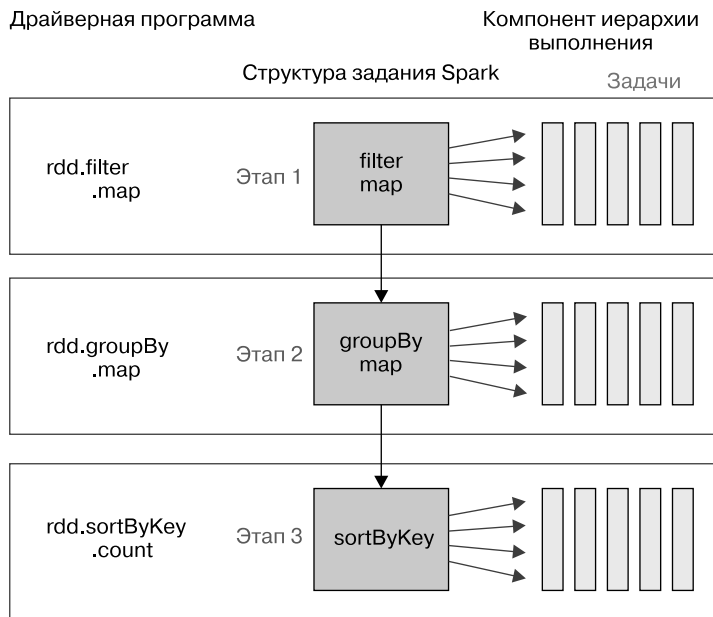 Драйверная программа
Компонент иерархии
выполнения
Структура задания Spark
Задачи
rdd.filter
.map
Этап 1
filter
map
rdd.groupBy
.map
Этап 2
groupBy
map
rdd.sortByKey
.count
Этап 3
sortByKey